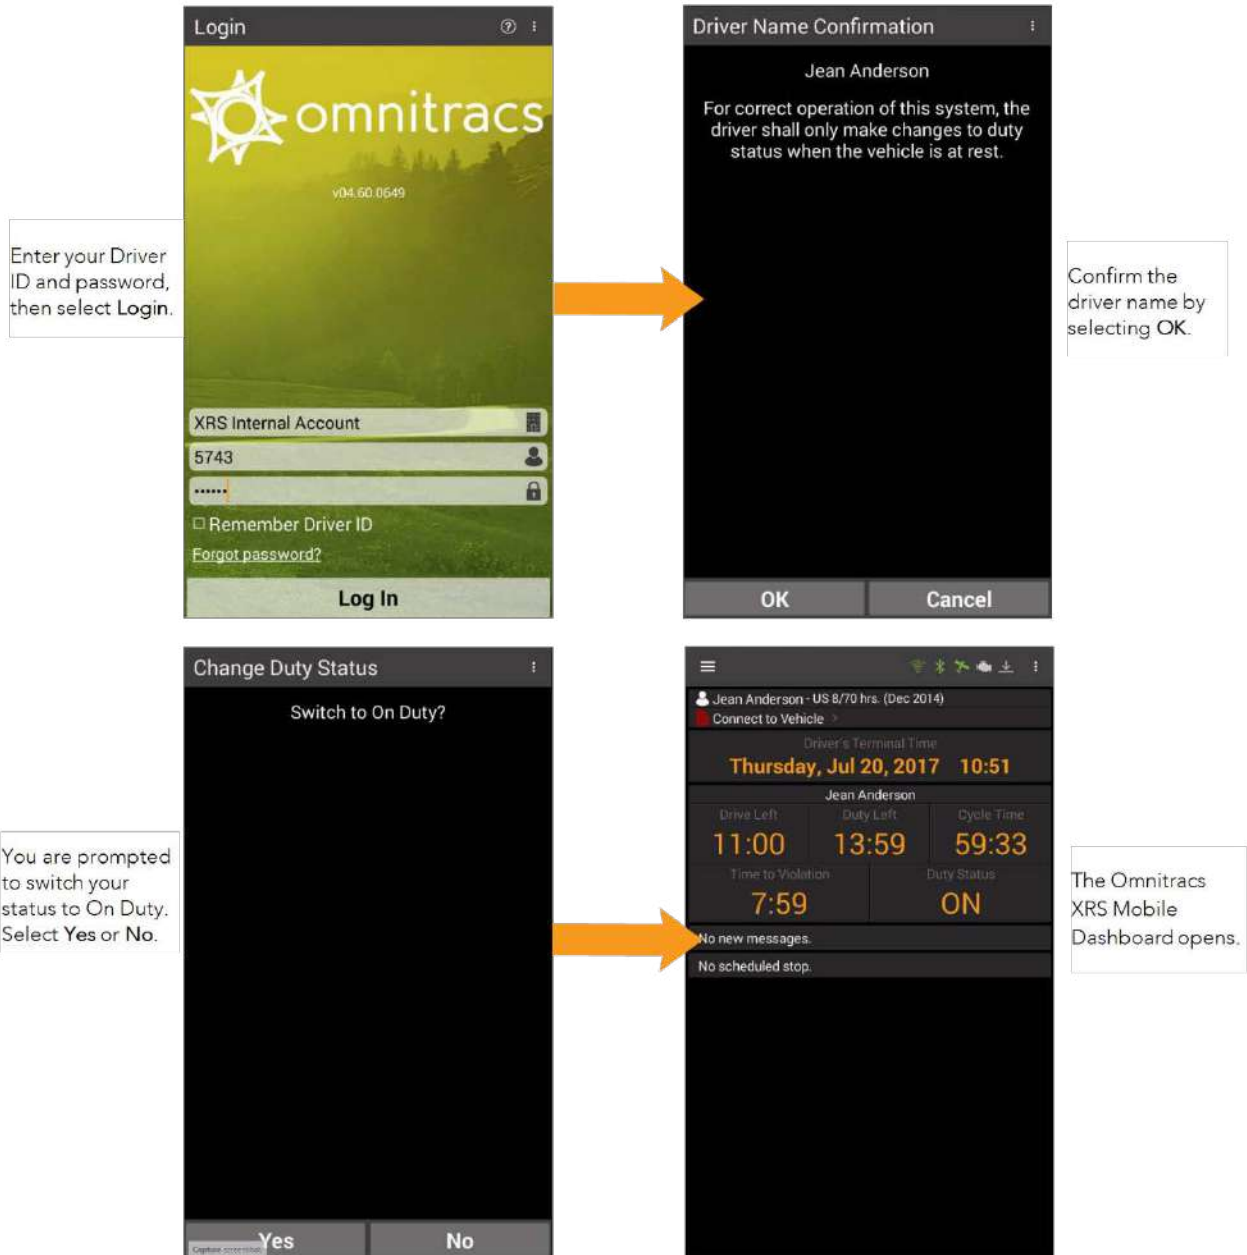 Login
omnitracs
v04.60.0649
Enter your Driver
ID and password,
then select Login.
XRS Internal Account
5743
••••••
Remember Driver ID
Forgot password?
Log In
Driver Name Confirmation
Jean Anderson
For correct operation of this system, the
driver shall only make changes to duty
status when the vehicle is at rest.
Confirm the
driver name by
selecting OK.
OK
Cancel
Change Duty Status
Switch to On Duty?
You are prompted
to switch your
status to On Duty.
Select Yes or No.
Capture screenshot
Yes
No
Jean Anderson - US 8/70 hrs. (Dec 2014)
Connect to Vehicle >
Driver's Terminal Time
Thursday, Jul 20, 2017 10:51
Jean Anderson
Drive Left Duty Left Cycle Time
11:00 13:59 59:33
Time to Violation Duty Status
7:59 ON
No new messages.
No scheduled stop.
The Omnitracs
XRS Mobile
Dashboard opens.